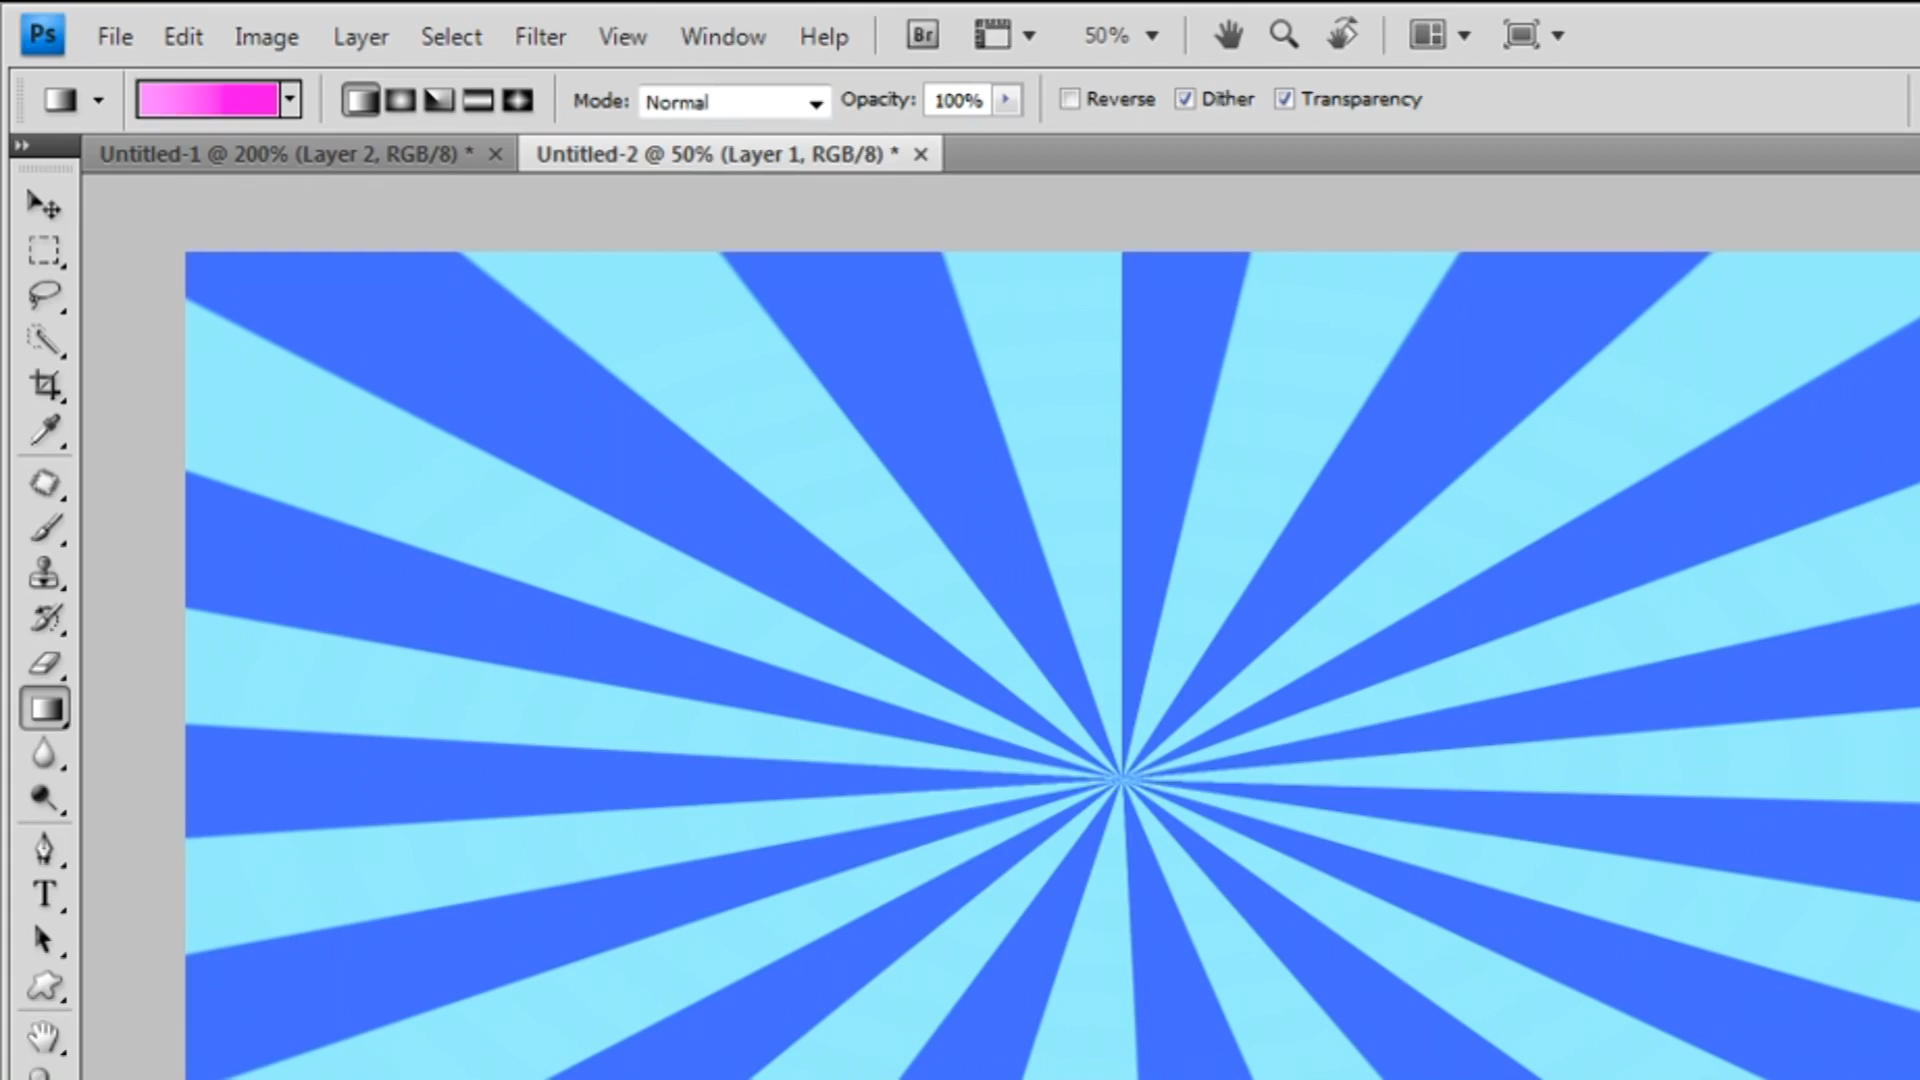 Ps File Edit Image Layer Select Filter View Window Help Br 50%
Mode: Normal Opacity: 100% Reverse Dither Transparency
Untitled-1 @ 200% (Layer 2, RGB/8) * Untitled-2 @ 50% (Layer 1, RGB/8) *
T